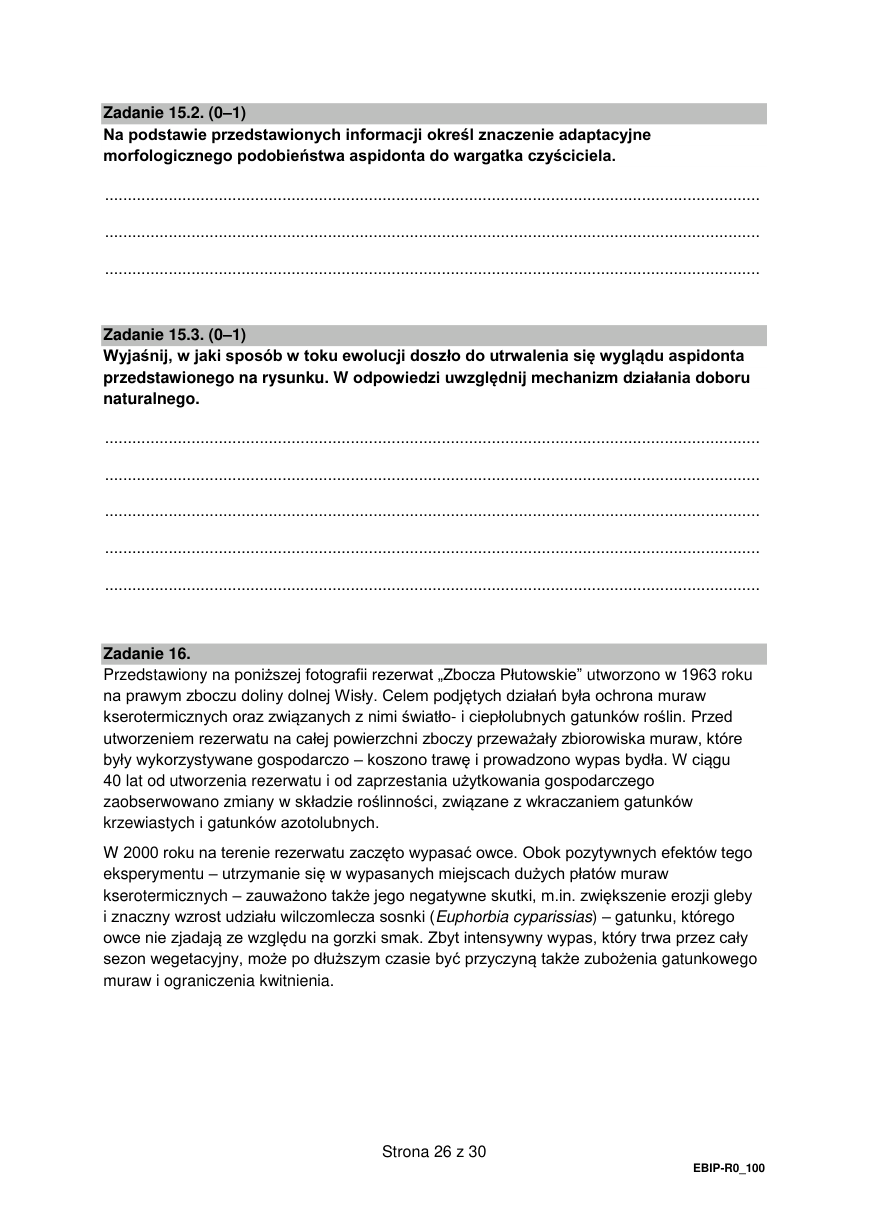 Zadanie 15.2. (0–1)
Na podstawie przedstawionych informacji określ znaczenie adaptacyjne
morfologicznego podobieństwa aspidonta do wargatka czyściciela.
....................................................................................................................................................
....................................................................................................................................................
....................................................................................................................................................
Zadanie 15.3. (0–1)
Wyjaśnij, w jaki sposób w toku ewolucji doszło do utrwalenia się wyglądu aspidonta
przedstawionego na rysunku. W odpowiedzi uwzględnij mechanizm działania doboru
naturalnego.
....................................................................................................................................................
....................................................................................................................................................
....................................................................................................................................................
....................................................................................................................................................
....................................................................................................................................................
Zadanie 16.
Przedstawiony na poniższej fotografii rezerwat „Zbocza Płutowskie” utworzono w 1963 roku
na prawym zboczu doliny dolnej Wisły. Celem podjętych działań była ochrona muraw
kserotermicznych oraz związanych z nimi światło- i ciepłolubnych gatunków roślin. Przed
utworzeniem rezerwatu na całej powierzchni zboczy przeważały zbiorowiska muraw, które
były wykorzystywane gospodarczo – koszono trawę i prowadzono wypas bydła. W ciągu
40 lat od utworzenia rezerwatu i od zaprzestania użytkowania gospodarczego
zaobserwowano zmiany w składzie roślinności, związane z wkraczaniem gatunków
krzewiastych i gatunków azotolubnych.
W 2000 roku na terenie rezerwatu zaczęto wypasać owce. Obok pozytywnych efektów tego
eksperymentu – utrzymanie się w wypasanych miejscach dużych płatów muraw
kserotermicznych – zauważono także jego negatywne skutki, m.in. zwiększenie erozji gleby
i znaczny wzrost udziału wilczomlecza sosnki (Euphorbia cyparissias) – gatunku, którego
owce nie zjadają ze względu na gorzki smak. Zbyt intensywny wypas, który trwa przez cały
sezon wegetacyjny, może po dłuższym czasie być przyczyną także zubożenia gatunkowego
muraw i ograniczenia kwitnienia.
Strona 26 z 30
EBIP-R0_100